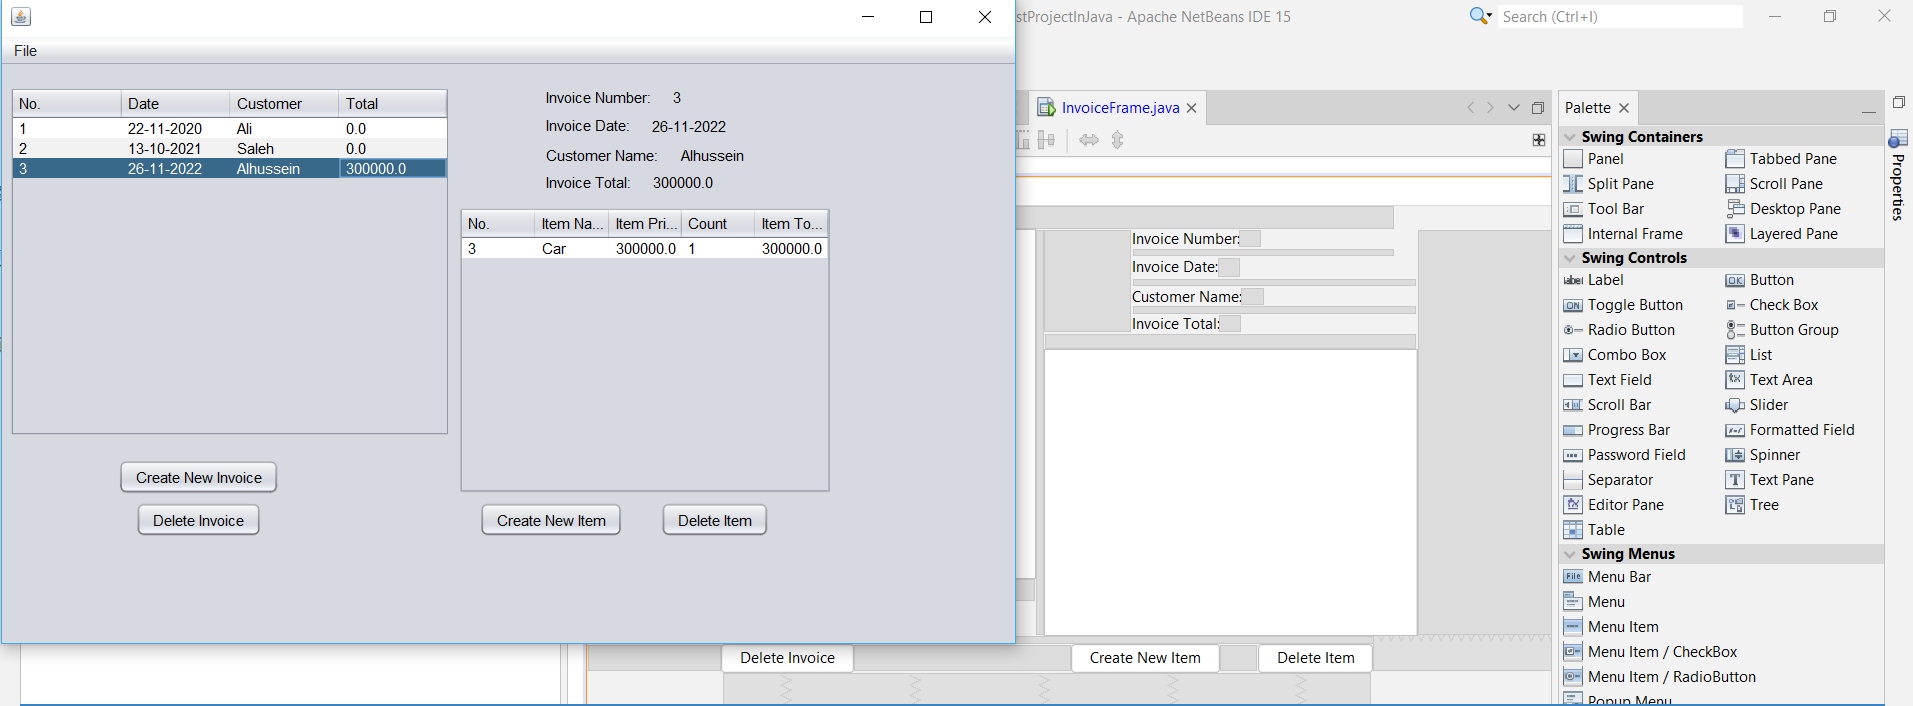 File
No. Date Customer Total
1 22-11-2020 Ali 0.0
2 13-10-2021 Saleh 0.0
3 26-11-2022 Alhussein 300000.0
Create New Invoice
Delete Invoice
Invoice Number: 3
Invoice Date: 26-11-2022
Customer Name: Alhussein
Invoice Total: 300000.0
No. Item Na... Item Pri... Count Item To...
3 Car 300000.0 1 300000.0
Create New Item Delete Item
stProjectInJava - Apache NetBeans IDE 15
Search (Ctrl+I)
InvoiceFrame.java
Invoice Number:
Invoice Date:
Customer Name:
Invoice Total:
Delete Invoice Create New Item Delete Item
Palette
Swing Containers
Panel Tabbed Pane
Split Pane Scroll Pane
Tool Bar Desktop Pane
Internal Frame Layered Pane
Swing Controls
label Label OK Button
ON Toggle Button Check Box
Radio Button Button Group
Combo Box List
Text Field Text Area
Scroll Bar Slider
Progress Bar Formatted Field
Password Field Spinner
Separator T Text Pane
Editor Pane Tree
Table
Swing Menus
File Menu Bar
Menu
Menu Item
Menu Item / CheckBox
Menu Item / RadioButton
Popup Menu
Properties